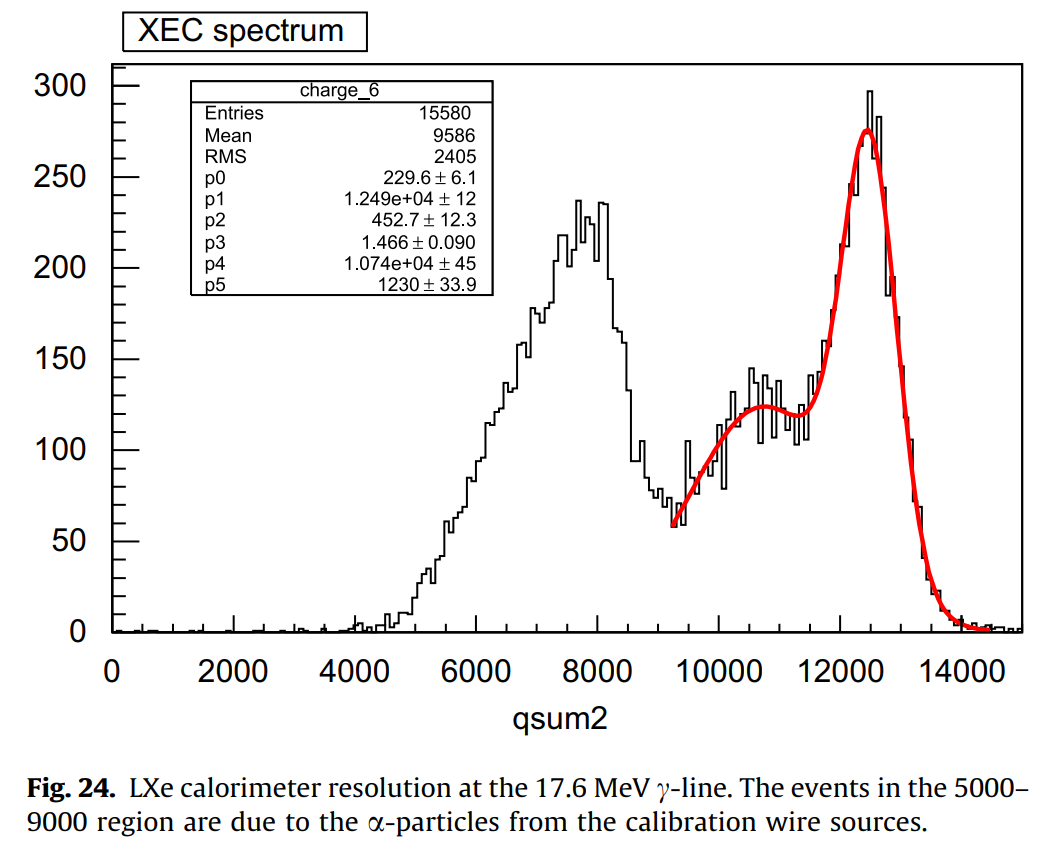 XEC spectrum
charge_6
Entries 15580
Mean 9586
RMS 2405
p0 229.6 ± 6.1
p1 1.249e+04 ± 12
p2 452.7 ± 12.3
p3 1.466 ± 0.090
p4 1.074e+04 ± 45
p5 1230 ± 33.9
300
250
200
150
100
50
0
0 2000 4000 6000 8000 10000 12000 14000
qsum2
Fig. 24. LXe calorimeter resolution at the 17.6 MeV γ-line. The events in the 5000–
9000 region are due to the α-particles from the calibration wire sources.